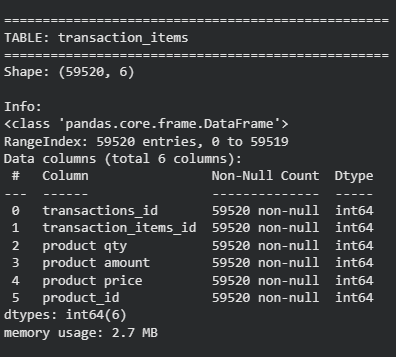 ==================================================
TABLE: transaction_items
==================================================
Shape: (59520, 6)
Info:
<class 'pandas.core.frame.DataFrame'>
RangeIndex: 59520 entries, 0 to 59519
Data columns (total 6 columns):
 #   Column                Non-Null Count  Dtype
---  ------                --------------  -----
 0   transactions_id       59520 non-null  int64
 1   transaction_items_id  59520 non-null  int64
 2   product qty           59520 non-null  int64
 3   product amount        59520 non-null  int64
 4   product price         59520 non-null  int64
 5   product_id            59520 non-null  int64
dtypes: int64(6)
memory usage: 2.7 MB